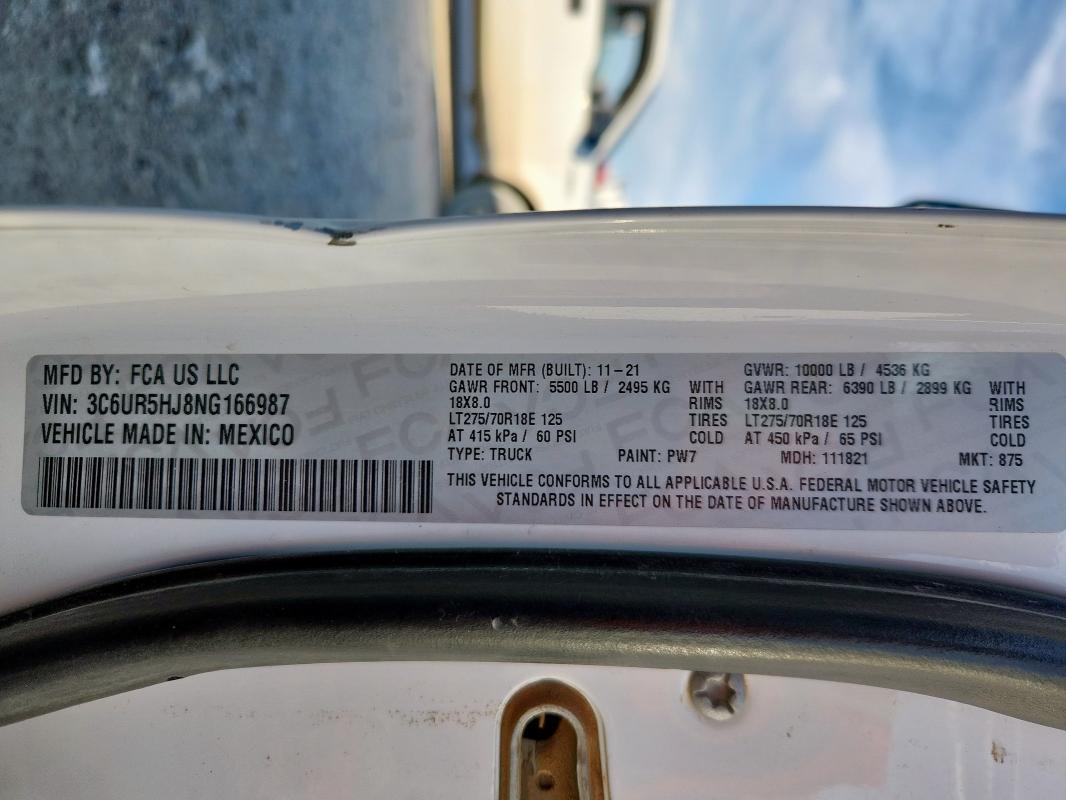 MFD BY: FCA US LLC
VIN: 3C6UR5HJ8NG166987
VEHICLE MADE IN: MEXICO
DATE OF MFR (BUILT): 11-21 GVWR: 10000 LB / 4536 KG
GAWR FRONT: 5500 LB / 2495 KG WITH GAWR REAR: 6390 LB / 2899 KG WITH
18X8.0 RIMS 18X8.0 RIMS
LT275/70R18E 125 TIRES LT275/70R18E 125 TIRES
AT 415 kPa / 60 PSI COLD AT 450 kPa / 65 PSI COLD
TYPE: TRUCK PAINT: PW7 MDH: 111821 MKT: 875
THIS VEHICLE CONFORMS TO ALL APPLICABLE U.S.A. FEDERAL MOTOR VEHICLE SAFETY
STANDARDS IN EFFECT ON THE DATE OF MANUFACTURE SHOWN ABOVE.